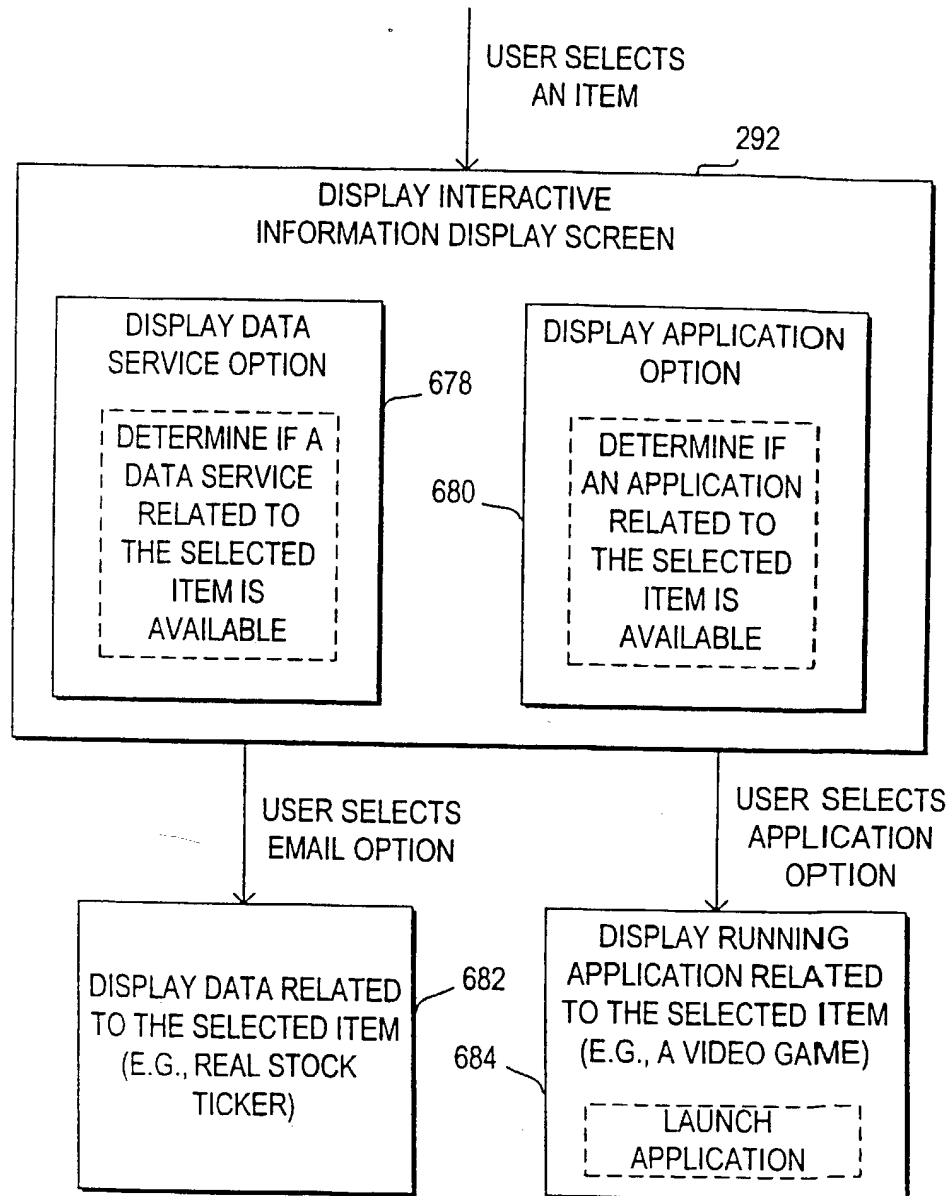 USER SELECTS
AN ITEM
292
DISPLAY INTERACTIVE
INFORMATION DISPLAY SCREEN
DISPLAY DATA
SERVICE OPTION
678
DETERMINE IF A
DATA SERVICE
RELATED TO
THE SELECTED
ITEM IS
AVAILABLE
DISPLAY APPLICATION
OPTION
680
DETERMINE IF
AN APPLICATION
RELATED TO
THE SELECTED
ITEM IS
AVAILABLE
USER SELECTS
EMAIL OPTION
USER SELECTS
APPLICATION
OPTION
DISPLAY DATA RELATED
TO THE SELECTED ITEM
(E.G., REAL STOCK
TICKER)
682
DISPLAY RUNNING
APPLICATION RELATED
TO THE SELECTED ITEM
(E.G., A VIDEO GAME)
684
LAUNCH
APPLICATION